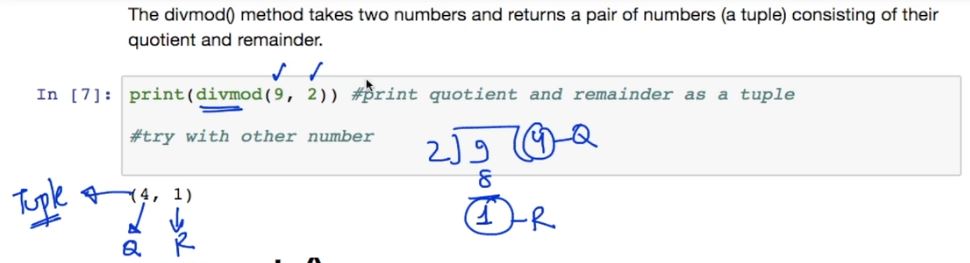 The divmod() method takes two numbers and returns a pair of numbers (a tuple) consisting of their
quotient and remainder.
In [7]: print(divmod(9, 2)) #print quotient and remainder as a tuple
#try with other number
2) 9 (4 - Q
8
1 - R
Tuple (4, 1)
Q R